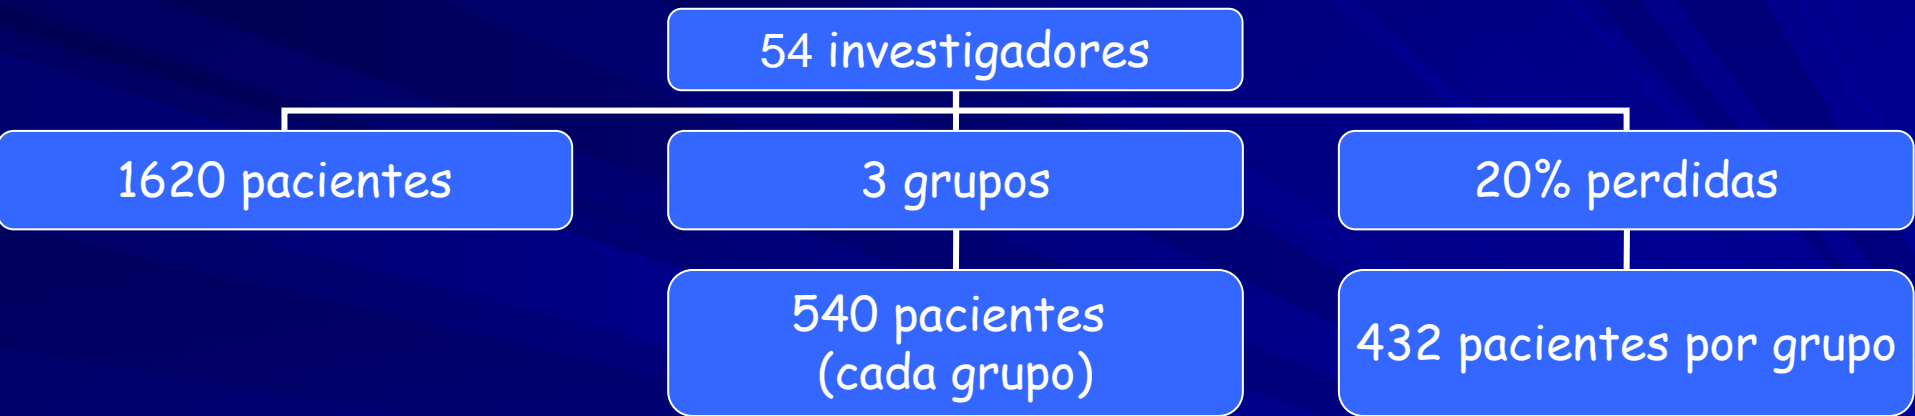 54 investigadores
1620 pacientes
3 grupos
20% perdidas
540 pacientes
(cada grupo)
432 pacientes por grupo